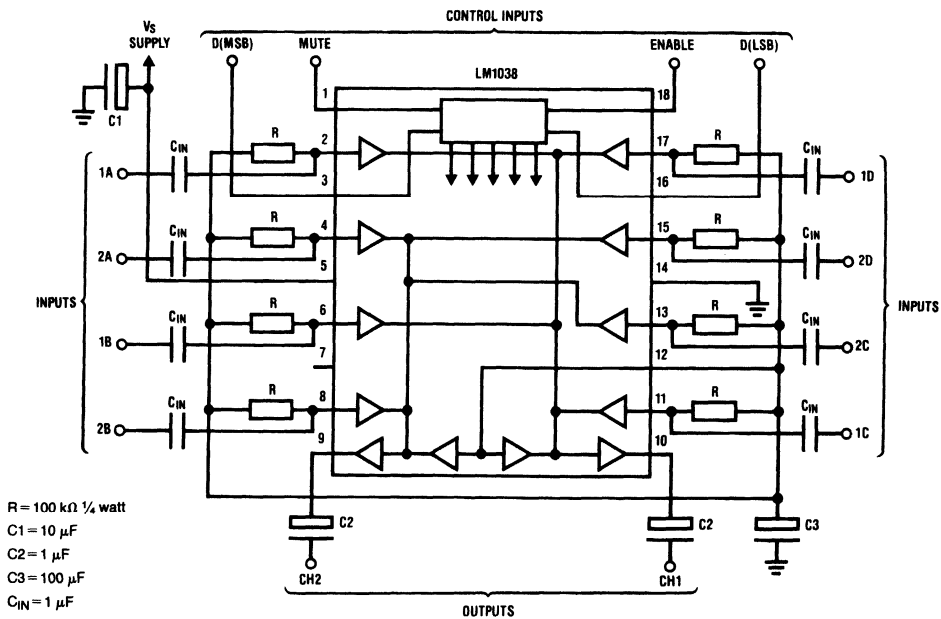 CONTROL INPUTS
VS
SUPPLY
D(MSB)
MUTE
ENABLE
D(LSB)
LM1038
C1
1
18
CIN
R
2
17
R
CIN
1A
3
16
1D
CIN
R
4
15
R
CIN
2A
5
14
2D
INPUTS
INPUTS
CIN
R
6
13
R
CIN
1B
7
12
2C
CIN
R
8
11
R
CIN
2B
9
10
1C
R = 100 kΩ ¼ watt
C1 = 10 µF
C2 = 1 µF
C3 = 100 µF
CIN = 1 µF
C2
C2
C3
CH2
CH1
OUTPUTS